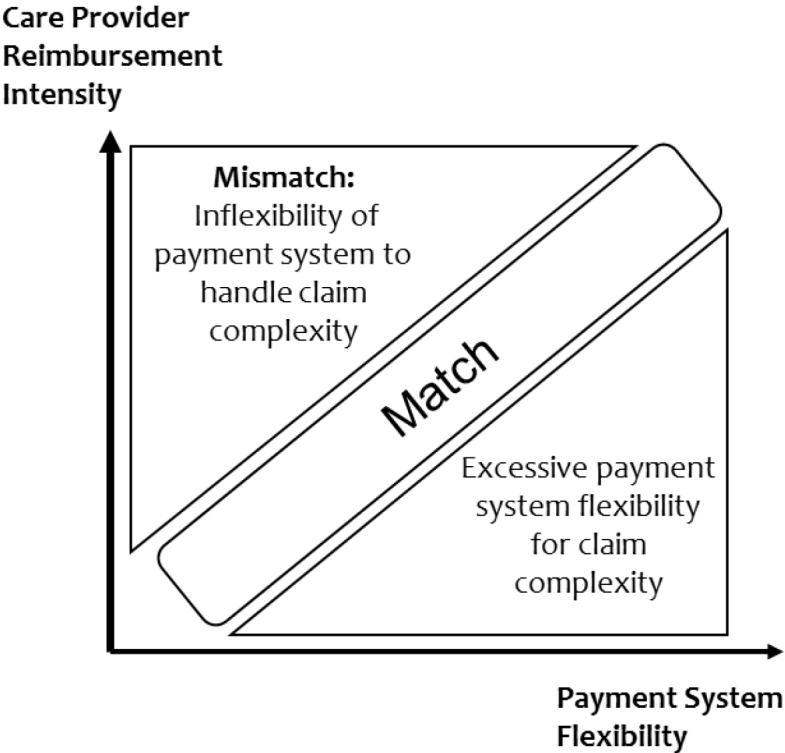 Care Provider
Reimbursement
Intensity
Mismatch:
Inflexibility of
payment system to
handle claim
complexity
Match
Excessive payment
system flexibility
for claim
complexity
Payment System
Flexibility